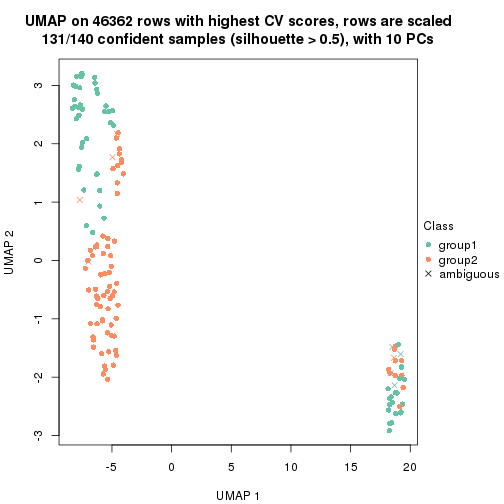 UMAP on 46362 rows with highest CV scores, rows are scaled
131/140 confident samples (silhouette > 0.5), with 10 PCs
3
2
1
0
-1
-2
-3
UMAP 2
-5
0
5
10
15
20
UMAP 1
Class
group1
group2
ambiguous